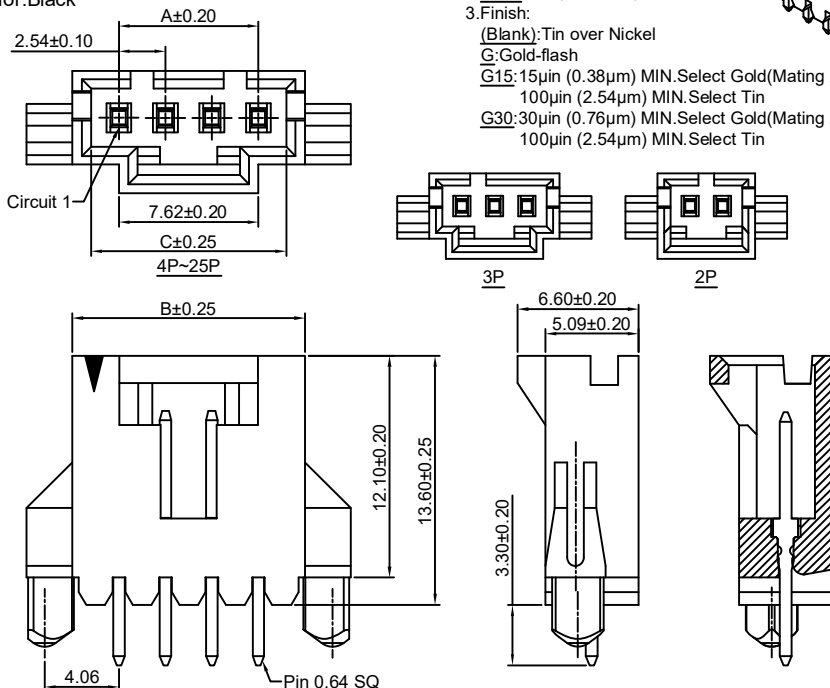 A±0.20
2.54±0.10
Circuit 1
7.62±0.20
C±0.25
4P~25P
3.Finish:
(Blank):Tin over Nickel
G:Gold-flash
G15:15µin (0.38µm) MIN.Select Gold(Mating
100µin (2.54µm) MIN.Select Tin
G30:30µin (0.76µm) MIN.Select Gold(Mating
100µin (2.54µm) MIN.Select Tin
3P
2P
B±0.25
12.10±0.20
13.60±0.25
4.06
Pin 0.64 SQ
6.60±0.20
5.09±0.20
3.30±0.20